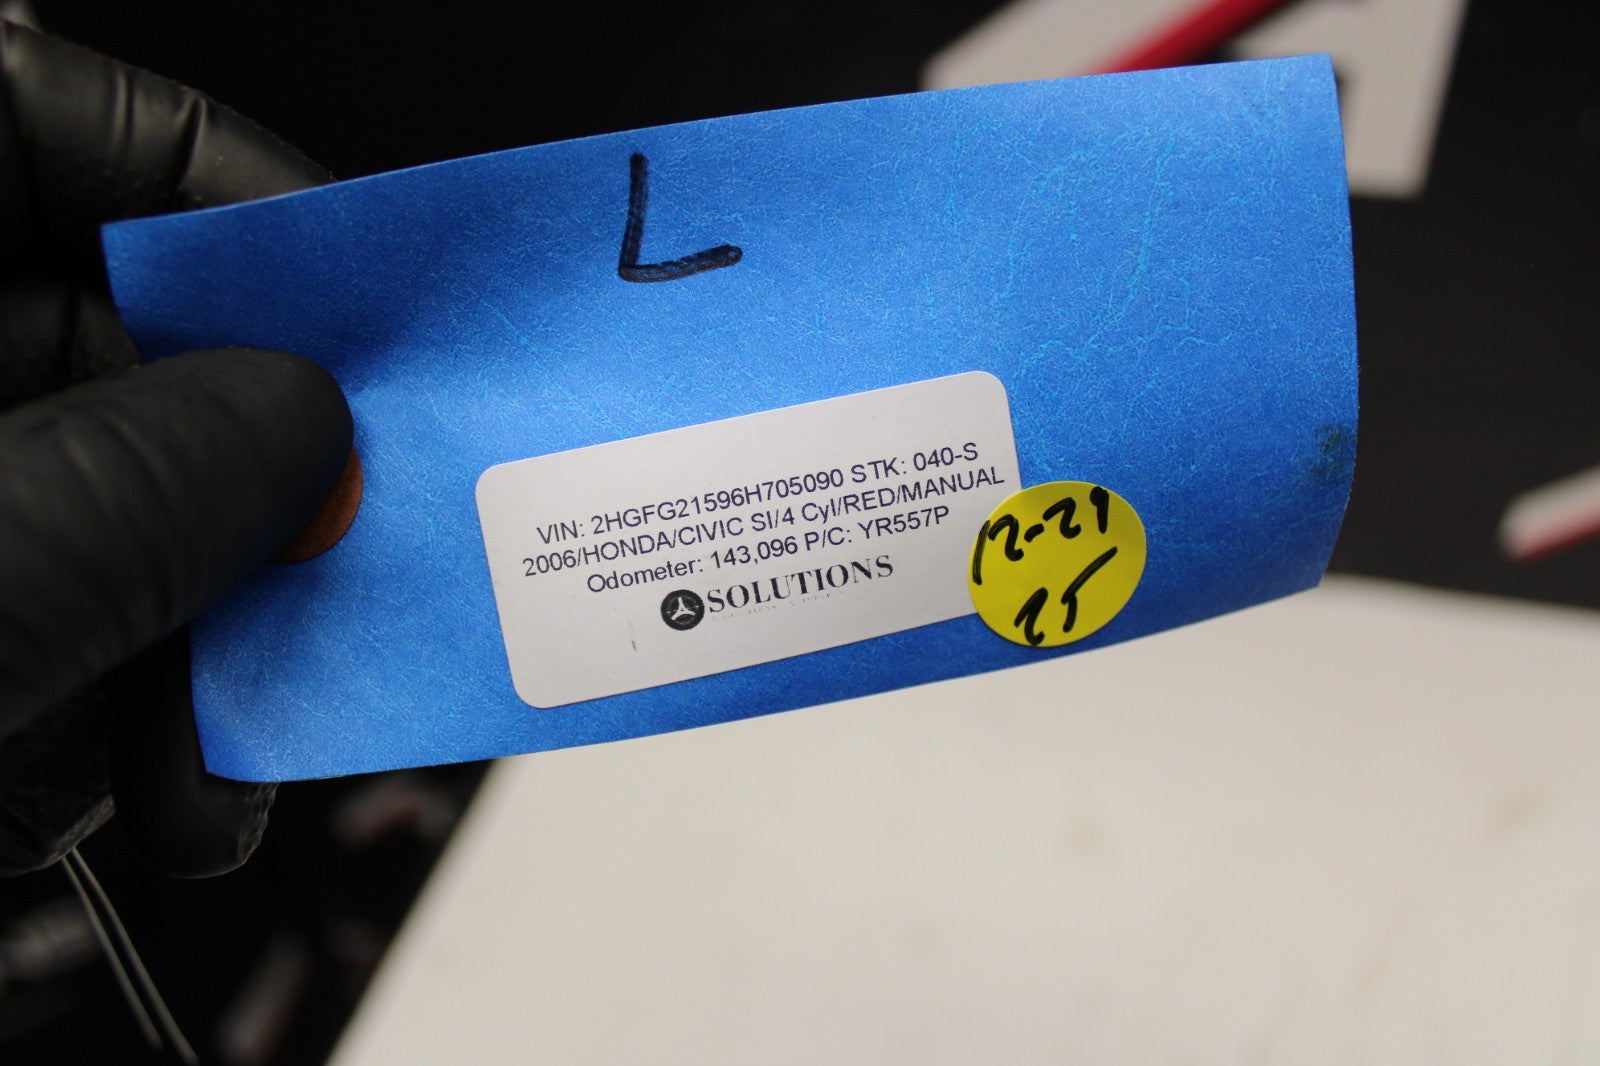 L
VIN: 2HGFG21596H705090 STK: 040-S
2006/HONDA/CIVIC SI/4 Cyl/RED/MANUAL
Odometer: 143,096 P/C: YR557P
SOLUTIONS
12-29
25